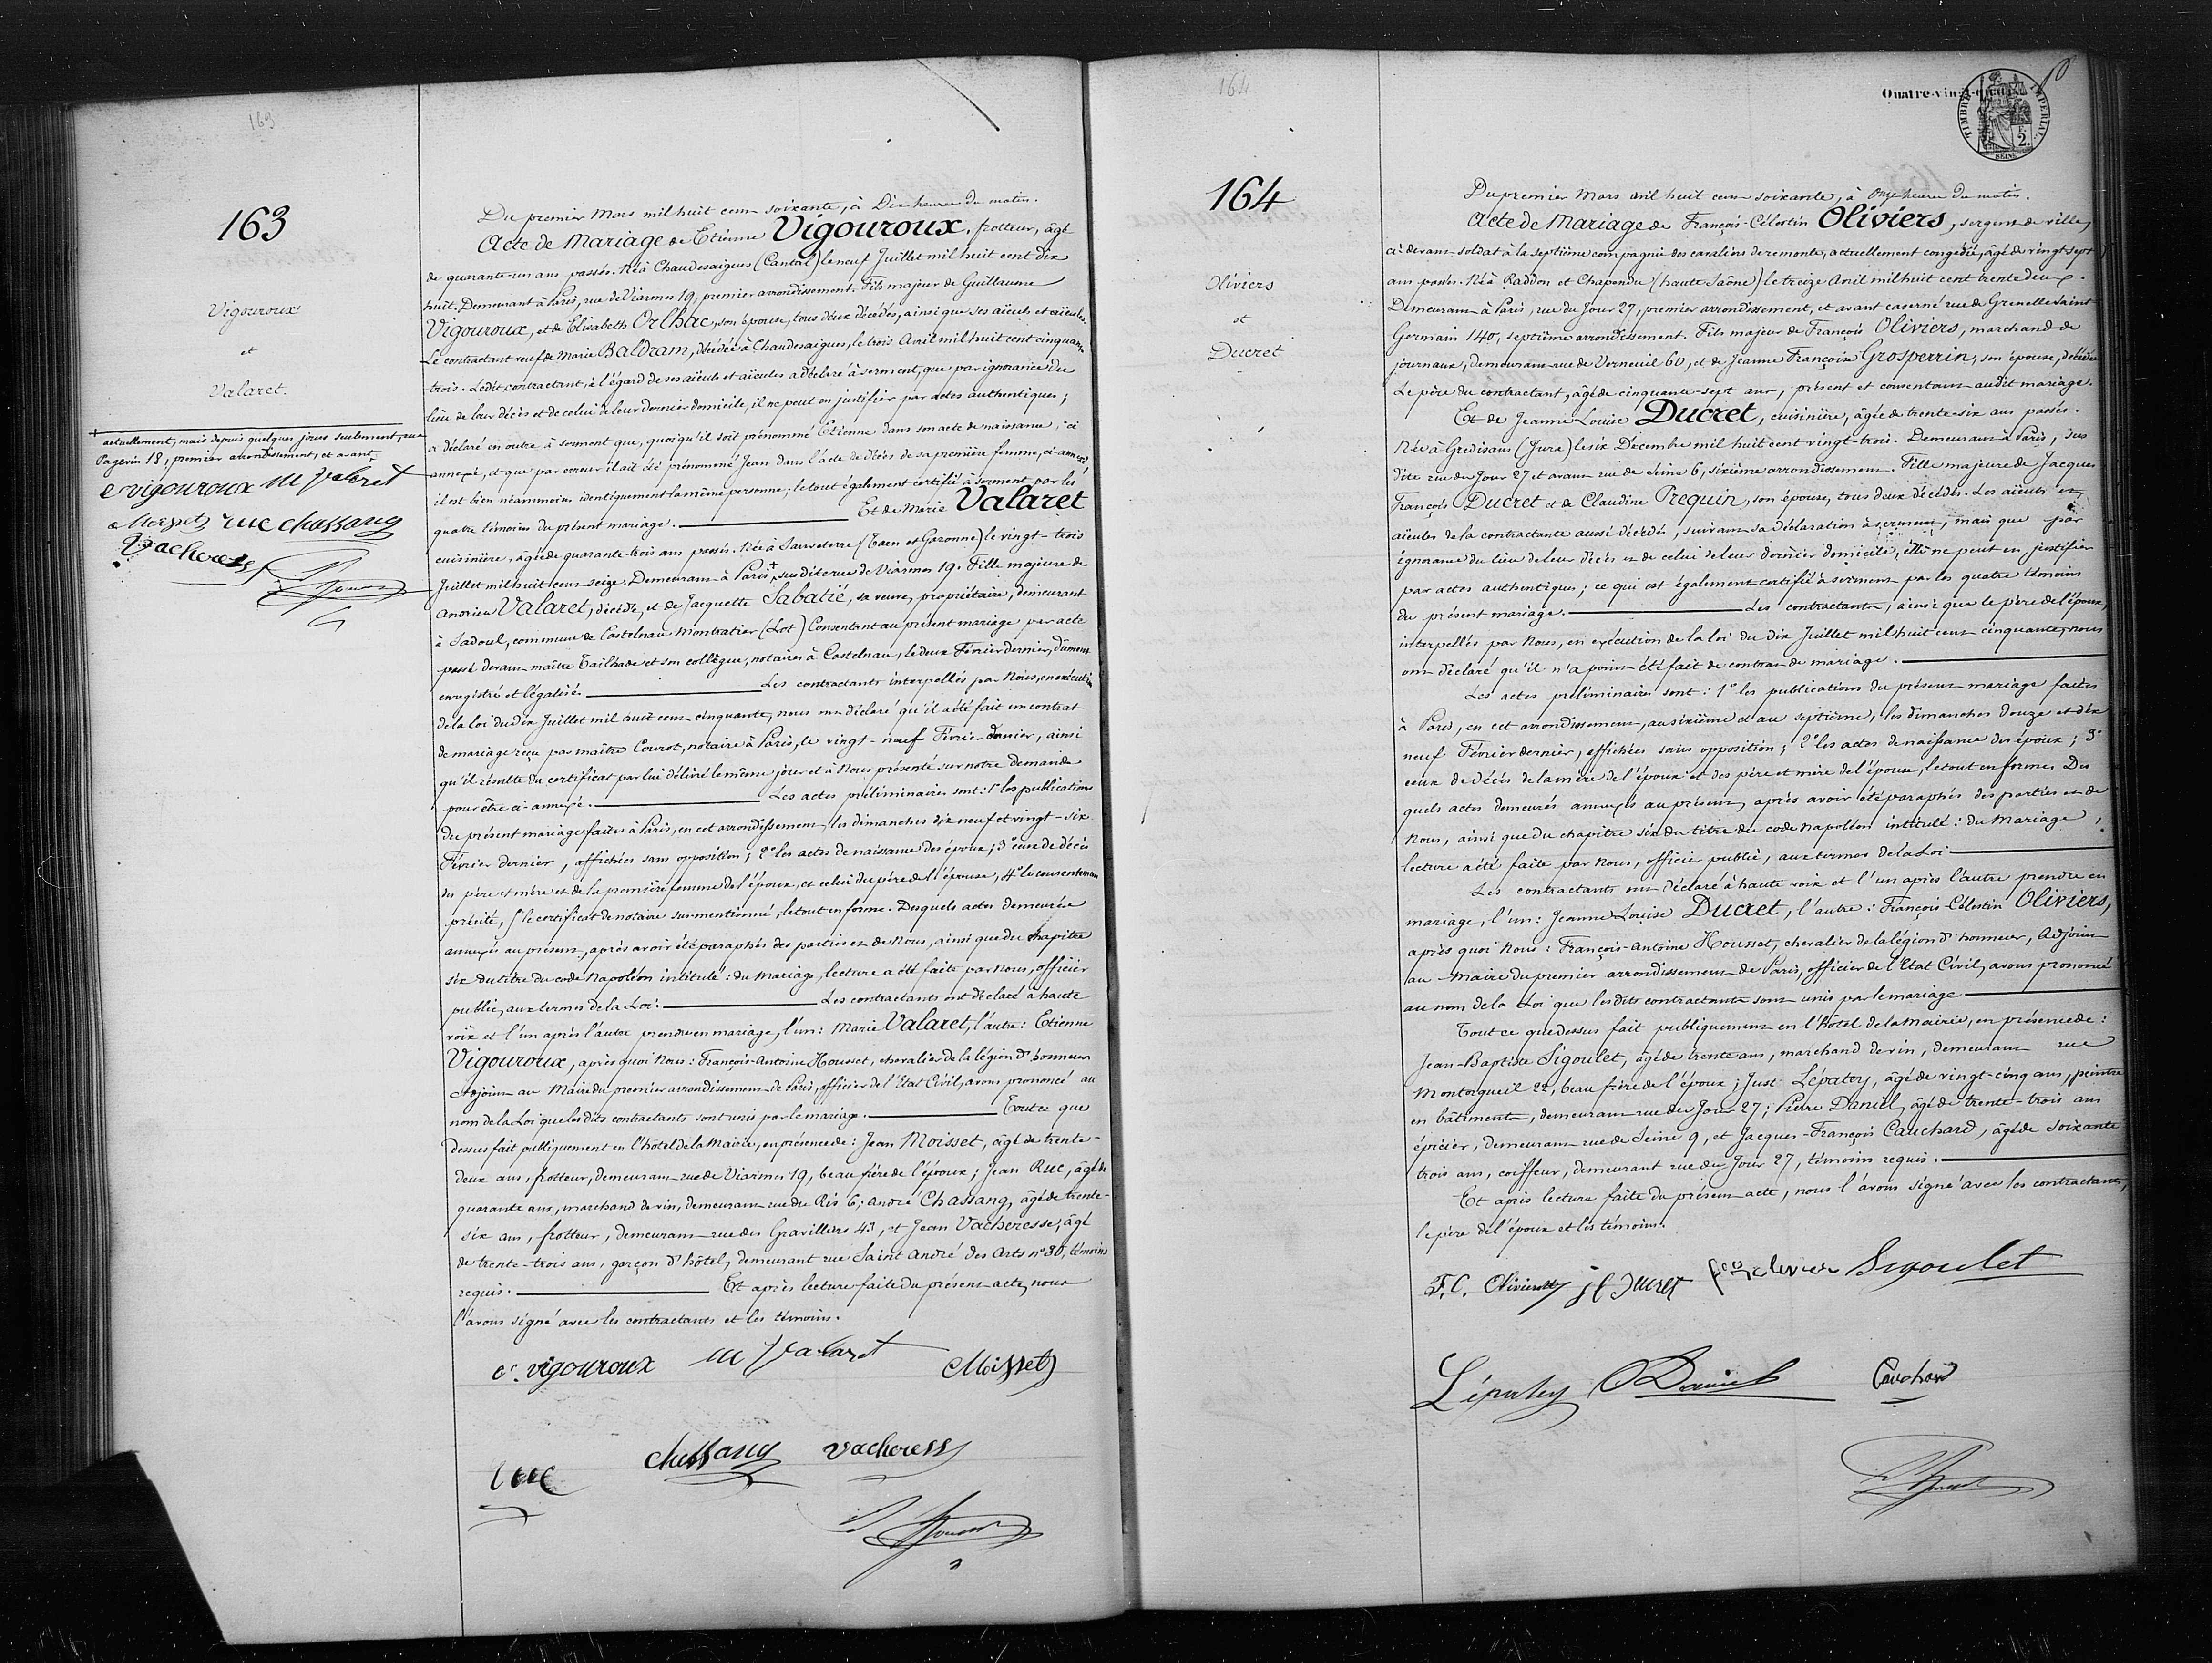 163
163
Vigouroux
et
Valaret.
+ actuellement, mais depuis quelques jours seulement, rue
Pagevin 18, premier arrondissement, et avant
e vigouroux m valaret
Moisset rue chassang
Vacheresse
Du premier Mars mil huit cent soixante, à Dix heures du matin.
Acte de Mariage de Etienne Vigouroux, frotteur, âgé
de quarante-un ans passés. Né à Chaudesaigues (Cantal) le neuf Juillet mil huit cent dix
huit. Demeurant à Paris, rue de Viarmes 19, premier arrondissement. Fils majeur de Guillaume
Vigouroux, et de Elisabeth Orlhac, son épouse, tous deux décédés, ainsi que ses aïeuls et aïeules.
Le contractant veuf de Marie Baldram, décédée à Chaudesaigues, le trois Avril mil huit cent cinquante
trois. Ledit contractant, à l'égard de ses aïeuls et aïeules a déclaré à serment, que par ignorance du
lieu de leur décès et de celui de leur dernier domicile, il ne peut en justifier par actes authentiques;
a déclaré en outre à serment que, quoiqu'il soit prénommé Etienne dans son acte de naissance, ci
annexé, et que par erreur il ait été prénommé Jean dans l'acte de décès de sa première femme, ci-annexé
il est bien néanmoins identiquement la même personne; le tout également certifié à serment par les
quatre témoins du présent mariage. Et de Marie Valaret
cuisinière, âgée de quarante-trois ans passés. Née à Sauveterre (Tarn et Garonne) le vingt-trois
Juillet mil huit cent seize. Demeurant à Paris + susdite rue de Viarmes 19. Fille majeure de
Andrieu Valaret, décédé, et de Jacquette Sabatié, sa veuve, propriétaire, demeurant
à Sadoul, commune de Castelnau Montratier (Lot) Consentant au présent mariage par acte
passé devant maître Tailhade et son collègue, notaires à Castelnau, le deux Février dernier, dûment
enregistré et légalisé. Les contractants interpellés par Nous, en exécution
de la loi du dix Juillet mil huit cent cinquante, nous ont déclaré qu'il a été fait un contrat
de mariage reçu par maître Courot, notaire à Paris, le vingt-neuf Février dernier, ainsi
qu'il résulte du certificat par lui délivré le même jour et à Nous présenté sur notre demande
pour être ci-annexé. Les actes préliminaires sont: 1° les publications
du présent mariage faites à Paris, en cet arrondissement, les dimanches dix neuf et vingt-six
Février dernier, affichées sans opposition; 2° les actes de naissance des époux; 3° ceux de décès
des père et mère et de la première femme de l'époux, et celui du père de l'épouse, 4° le consentement
précité, 5° le certificat de notaire sus-mentionné, le tout en forme. Desquels actes demeurés
annexés au présent, après avoir été paraphés des parties et de Nous, ainsi que du Chapitre
six du titre du code Napoléon intitulé: du Mariage, lecture a été faite par nous, officier
public, aux termes de la Loi. Les contractants ont déclaré à haute
voix et l'un après l'autre prendre en mariage, l'un: Marie Valaret, l'autre: Etienne
Vigouroux, après quoi Nous: François-Antoine Housset, chevalier de la légion d'honneur
Adjoint au Maire du premier arrondissement de Paris, officier de l'Etat Civil, avons prononcé au
nom de la Loi que lesdits contractants sont unis par le mariage. Tout ce que
dessus fait publiquement en l'hôtel de la Mairie, en présence de: Jean Moisset, âgé de trente-
deux ans, frotteur, demeurant rue de Viarmes 19, beau frère de l'époux; Jean Rue, âgé de
quarante ans, marchand de vin, demeurant rue du Ris 6; André Chassang, âgé de trente-
six ans, frotteur, demeurant rue des Gravilliers 43, et Jean Vacheresse, âgé
de trente-trois ans, garçon d'hôtel, demeurant rue Saint André des Arts n° 30, témoins
requis. Et après lecture faite du présent acte, nous
l'avons signé avec les contractants et les témoins.
e. vigouroux m valaret Moisset
rue chassang vacheress
164
Quatre-vin
TIMBRE IMPERIAL
2.
SEINE
164
Oliviers
et
Ducret
Du premier Mars mil huit cent soixante, à onze heures du matin.
Acte de Mariage de François-Célestin Oliviers, sergent de ville,
ci-devant soldat à la septième compagnie des cavaliers de remonte, actuellement congédié, âgé de vingt sept
ans passés. Né à Raddon et Chapendu (haute Saône) le treize Avril mil huit cent trente deux.
Demeurant à Paris, rue du Jour 27, premier arrondissement, et avant caserné rue de Grenelle Saint
Germain 140, septième arrondissement. Fils majeur de François Oliviers, marchand de
journaux, demeurant rue de Verneuil 60, et de Jeanne Françoise Grosperrin, son épouse, décédée
Le père du contractant, âgé de cinquante-sept ans, présent et consentant audit mariage.
Et de Jeanne Louise Ducret, cuisinière, âgée de trente-six ans passés.
Née à Gredisans (Jura) le six Décembre mil huit cent vingt-trois. Demeurant à Paris, sus
dite rue du Jour 27 et avant rue de Seine 6, sixième arrondissement. Fille majeure de Jacques
François Ducret et de Claudine Prequin, son épouse, tous deux décédés. Les aïeuls et
aïeules de la contractante aussi décédés, suivant sa déclaration à serment, mais que par
ignorance du lieu de leur décès et de celui de leur dernier domicile, elle ne peut en justifier
par actes authentiques; ce qui est également certifié à serment par les quatre témoins
du présent mariage. Les contractants, ainsi que le père de l'époux,
interpellés par Nous, en exécution de la loi du dix Juillet mil huit cent cinquante, nous
ont déclaré qu'il n'a point été fait de contrat de mariage.
Les actes préliminaires sont: 1° les publications du présent mariage faites
à Paris, en cet arrondissement, au sixième et au septième, les dimanches douze et dix
neuf Février dernier, affichées sans opposition; 2° les actes de naissance des époux; 3°
ceux de décès de la mère de l'époux et des père et mère de l'épouse, le tout en forme. Des
quels actes demeurés annexés au présent, après avoir été paraphés des parties et de
Nous, ainsi que du chapitre six du titre du code Napoléon intitulé: du Mariage,
lecture a été faite par Nous, officier public, aux termes de la Loi
Les contractants ont déclaré à haute voix et l'un après l'autre prendre en
mariage, l'un: Jeanne Louise Ducret, l'autre: François-Célestin Oliviers,
après quoi Nous: François-Antoine Housset, chevalier de la légion d'honneur, Adjoint
au Maire du premier arrondissement de Paris, officier de l'Etat Civil, avons prononcé
au nom de la Loi que lesdits contractants sont unis par le mariage
Tout ce que dessus fait publiquement en l'hôtel de la Mairie, en présence de:
Jean-Baptiste Sigoulet, âgé de trente ans, marchand de vin, demeurant rue
Montorgueil 22, beau frère de l'époux; Just Lépatey, âgé de vingt-cinq ans, peintre
en bâtiments, demeurant rue du Jour 27; Pierre Daniel, âgé de trente-trois ans
épicier, demeurant rue de Seine 9, et Jacques-François Cauchard, âgé de soixante
trois ans, coiffeur, demeurant rue du Jour 27, témoins requis.
Et après lecture faite du présent acte, nous l'avons signé avec les contractants,
le père de l'époux et les témoins.
F. C. Oliviers j l Ducret Sigoulet
Lépatey Daniel Cauchard